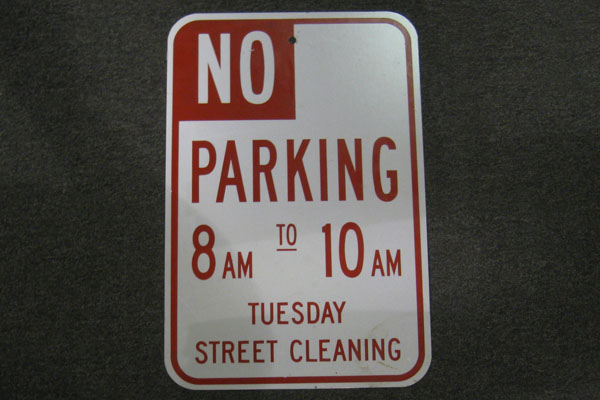 NO
PARKING
8 AM TO 10 AM
TUESDAY
STREET CLEANING